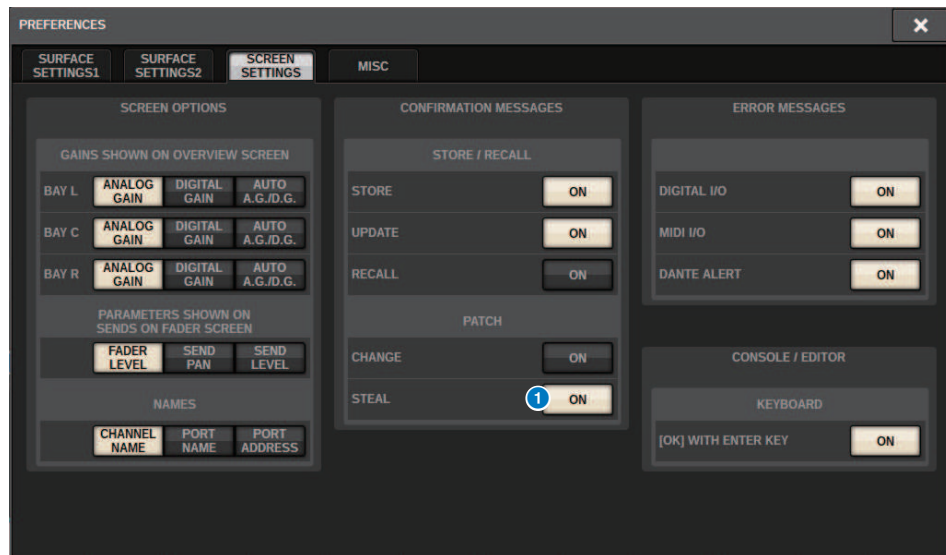 PREFERENCES
SURFACE SETTINGS1
SURFACE SETTINGS2
SCREEN SETTINGS
MISC
SCREEN OPTIONS
GAINS SHOWN ON OVERVIEW SCREEN
BAY L
ANALOG GAIN
DIGITAL GAIN
AUTO A.G./D.G.
BAY C
ANALOG GAIN
DIGITAL GAIN
AUTO A.G./D.G.
BAY R
ANALOG GAIN
DIGITAL GAIN
AUTO A.G./D.G.
PARAMETERS SHOWN ON
SENDS ON FADER SCREEN
FADER LEVEL
SEND PAN
SEND LEVEL
NAMES
CHANNEL NAME
PORT NAME
PORT ADDRESS
CONFIRMATION MESSAGES
STORE / RECALL
STORE ON
UPDATE ON
RECALL ON
PATCH
CHANGE ON
STEAL 1 ON
ERROR MESSAGES
DIGITAL I/O ON
MIDI I/O ON
DANTE ALERT ON
CONSOLE / EDITOR
KEYBOARD
[OK] WITH ENTER KEY ON